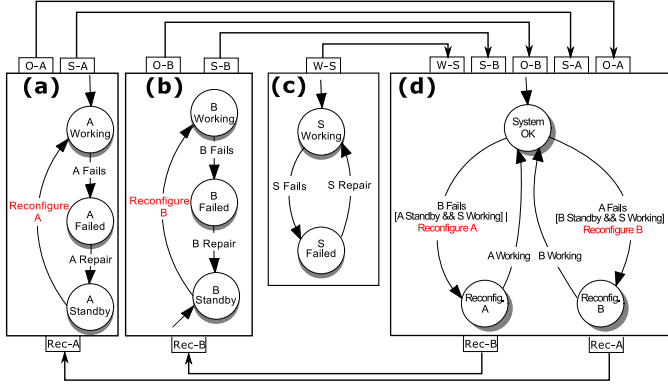 O-A
S-A
O-B
S-B
W-S
W-S
S-B
O-B
S-A
O-A
(a)
(b)
(c)
(d)
A
Working
A Fails
Reconfigure
A
A
Failed
A Repair
A
Standby
B
Working
B Fails
Reconfigure
B
B
Failed
B Repair
B
Standby
S
Working
S Fails
S Repair
S
Failed
System
OK
B Fails
[A Standby && S Working] |
Reconfigure A
A Fails
[B Standby && S Working]
Reconfigure B
A Working
B Working
Reconfig.
A
Reconfig.
B
Rec-A
Rec-B
Rec-B
Rec-A